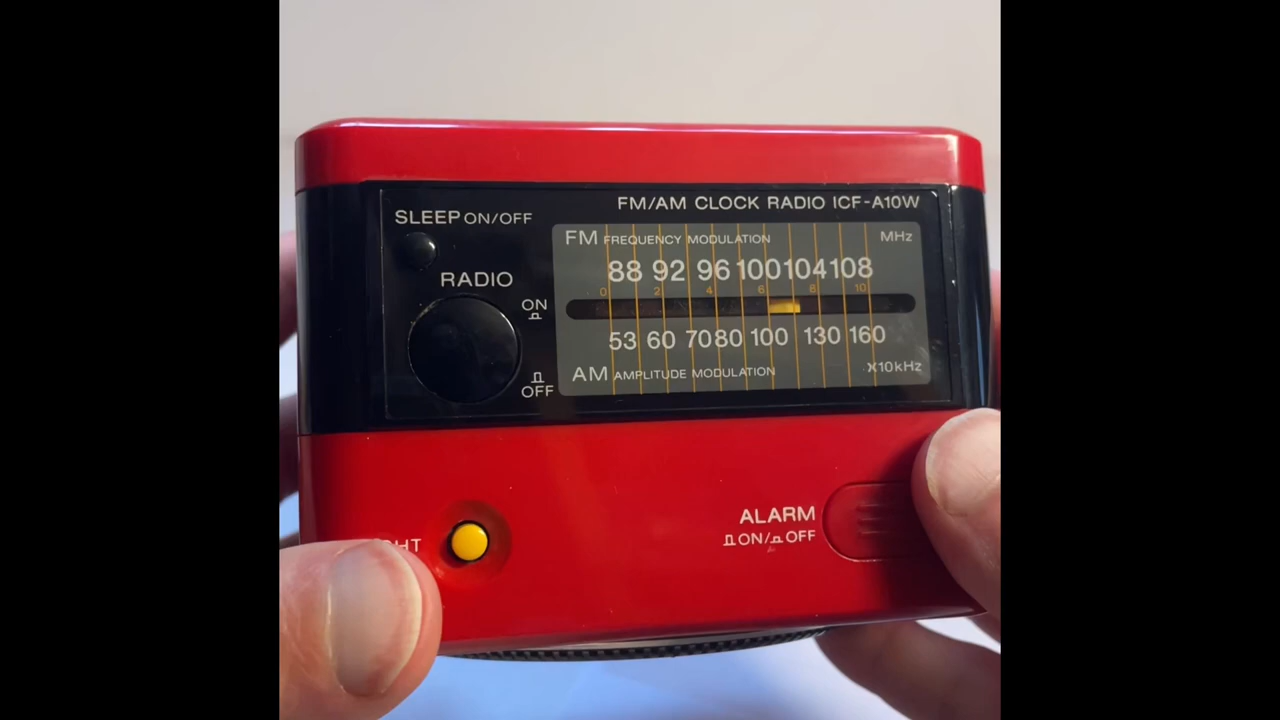 FM/AM CLOCK RADIO ICF-A10W
SLEEP ON/OFF
FM FREQUENCY MODULATION MHz
RADIO
88 92 96 100 104 108
0 2 4 6 8 10
ON
53 60 70 80 100 130 160
OFF
AM AMPLITUDE MODULATION X10kHz
ALARM
ON/OFF